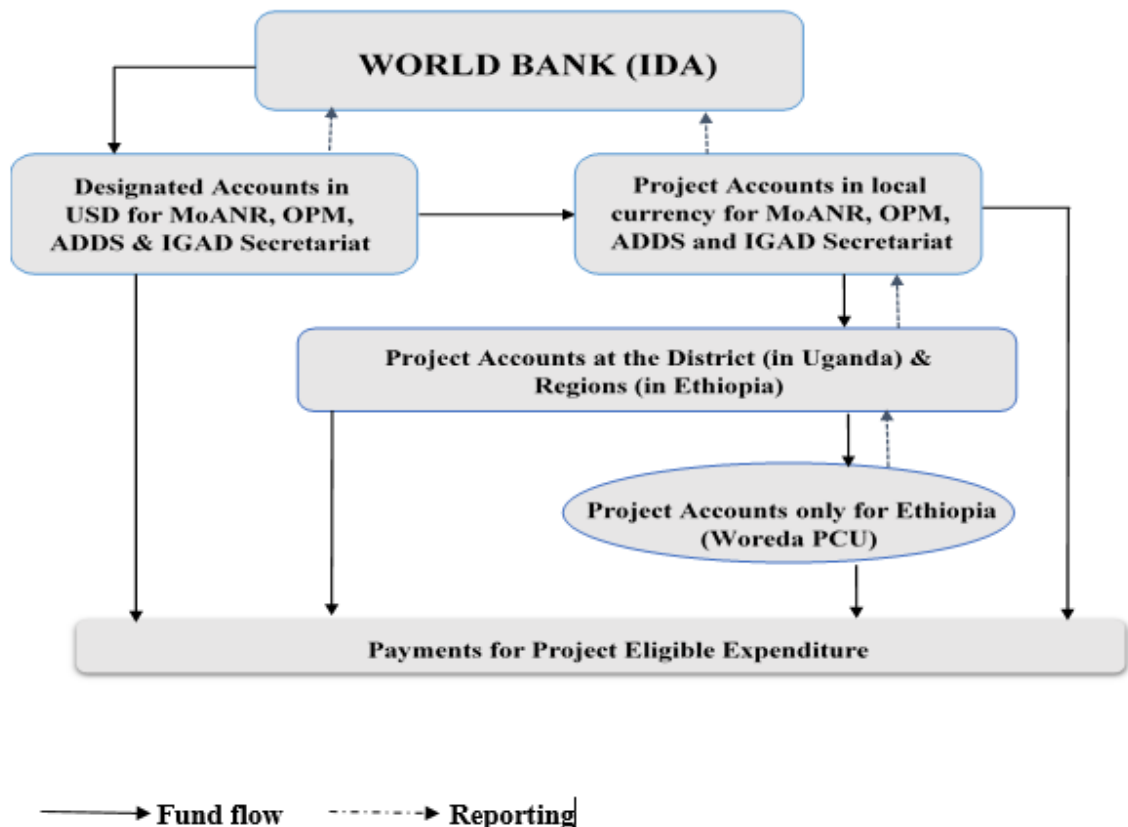 WORLD BANK (IDA)
Designated Accounts in
USD for MoANR, OPM,
ADDS & IGAD Secretariat
Project Accounts in local
currency for MoANR, OPM,
ADDS and IGAD Secretariat
Project Accounts at the District (in Uganda) &
Regions (in Ethiopia)
Project Accounts only for Ethiopia
(Woreda PCU)
Payments for Project Eligible Expenditure
Fund flow
Reporting